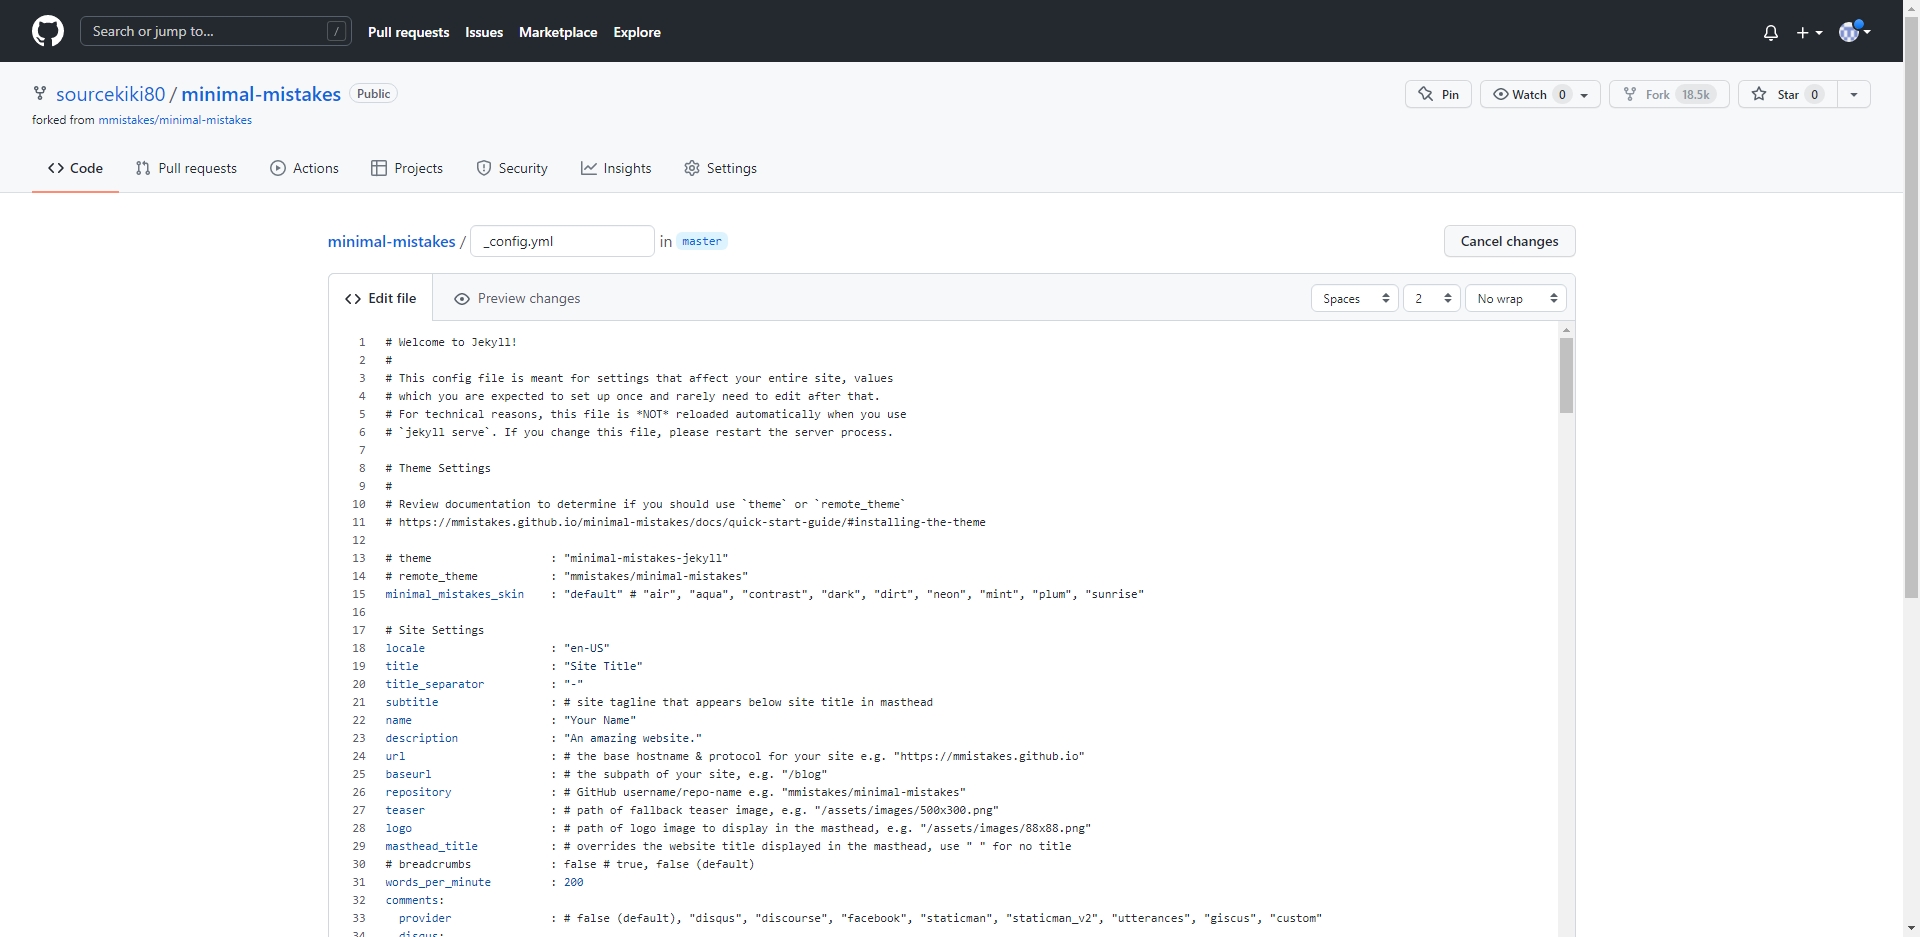 Search or jump to... / Pull requests Issues Marketplace Explore
sourcekiki80 / minimal-mistakes Public Pin Watch 0 Fork 18.5k Star 0
forked from mmistakes/minimal-mistakes
Code Pull requests Actions Projects Security Insights Settings
minimal-mistakes / _config.yml in master Cancel changes
Edit file Preview changes Spaces 2 No wrap
1 # Welcome to Jekyll!
2 #
3 # This config file is meant for settings that affect your entire site, values
4 # which you are expected to set up once and rarely need to edit after that.
5 # For technical reasons, this file is *NOT* reloaded automatically when you use
6 # `jekyll serve`. If you change this file, please restart the server process.
7
8 # Theme Settings
9 #
10 # Review documentation to determine if you should use `theme` or `remote_theme`
11 # https://mmistakes.github.io/minimal-mistakes/docs/quick-start-guide/#installing-the-theme
12
13 # theme : "minimal-mistakes-jekyll"
14 # remote_theme : "mmistakes/minimal-mistakes"
15 minimal_mistakes_skin : "default" # "air", "aqua", "contrast", "dark", "dirt", "neon", "mint", "plum", "sunrise"
16
17 # Site Settings
18 locale : "en-US"
19 title : "Site Title"
20 title_separator : "-"
21 subtitle : # site tagline that appears below site title in masthead
22 name : "Your Name"
23 description : "An amazing website."
24 url : # the base hostname & protocol for your site e.g. "https://mmistakes.github.io"
25 baseurl : # the subpath of your site, e.g. "/blog"
26 repository : # GitHub username/repo-name e.g. "mmistakes/minimal-mistakes"
27 teaser : # path of fallback teaser image, e.g. "/assets/images/500x300.png"
28 logo : # path of logo image to display in the masthead, e.g. "/assets/images/88x88.png"
29 masthead_title : # overrides the website title displayed in the masthead, use " " for no title
30 # breadcrumbs : false # true, false (default)
31 words_per_minute : 200
32 comments:
33 provider : # false (default), "disqus", "discourse", "facebook", "staticman", "staticman_v2", "utterances", "giscus", "custom"
34 disqus: